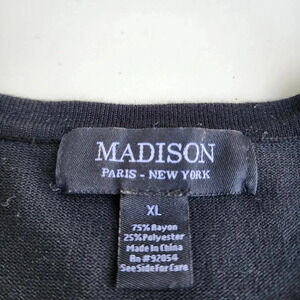 MADISON
PARIS - NEW YORK
XL
75% Rayon
25% Polyester
Made In China
Rn #92054
See Side For Care